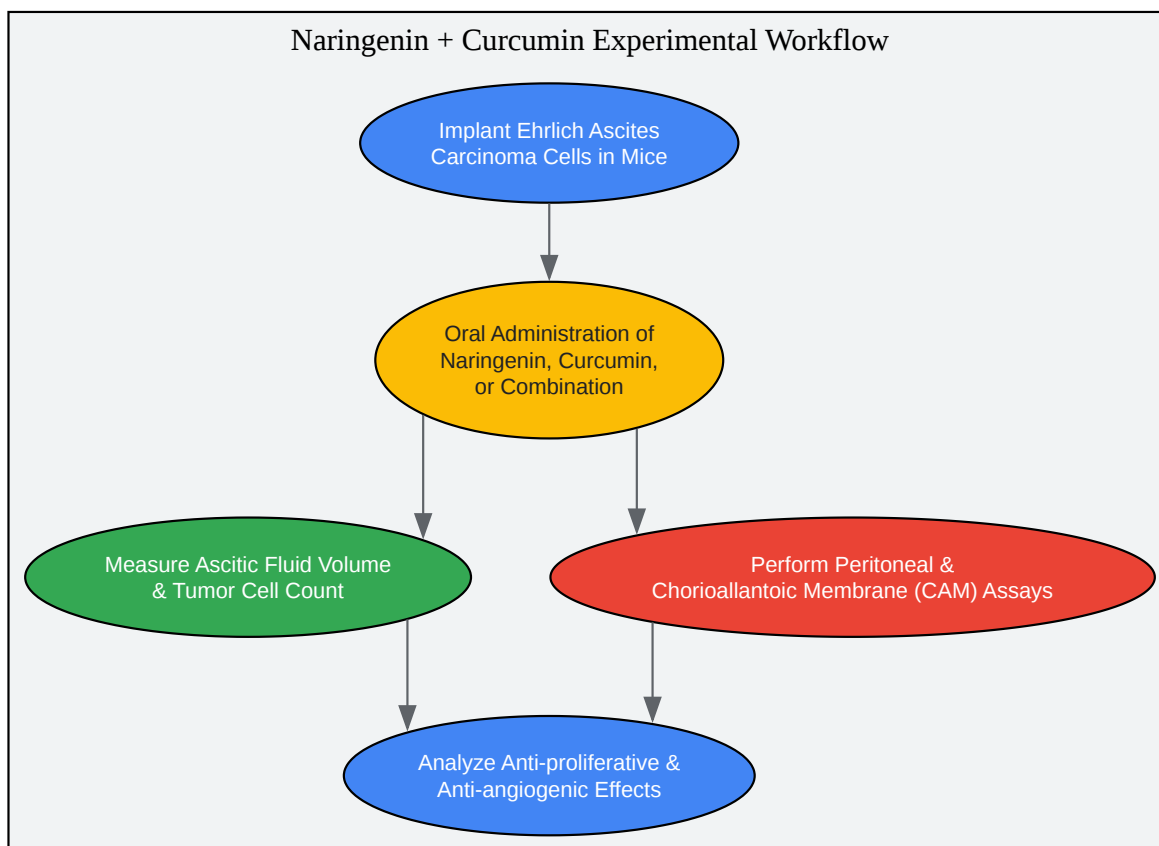 Naringenin + Curcumin Experimental Workflow
Implant Ehrlich Ascites
Carcinoma Cells in Mice
Oral Administration of
Naringenin, Curcumin,
or Combination
Measure Ascitic Fluid Volume
& Tumor Cell Count
Perform Peritoneal &
Chorioallantoic Membrane (CAM) Assays
Analyze Anti-proliferative &
Anti-angiogenic Effects